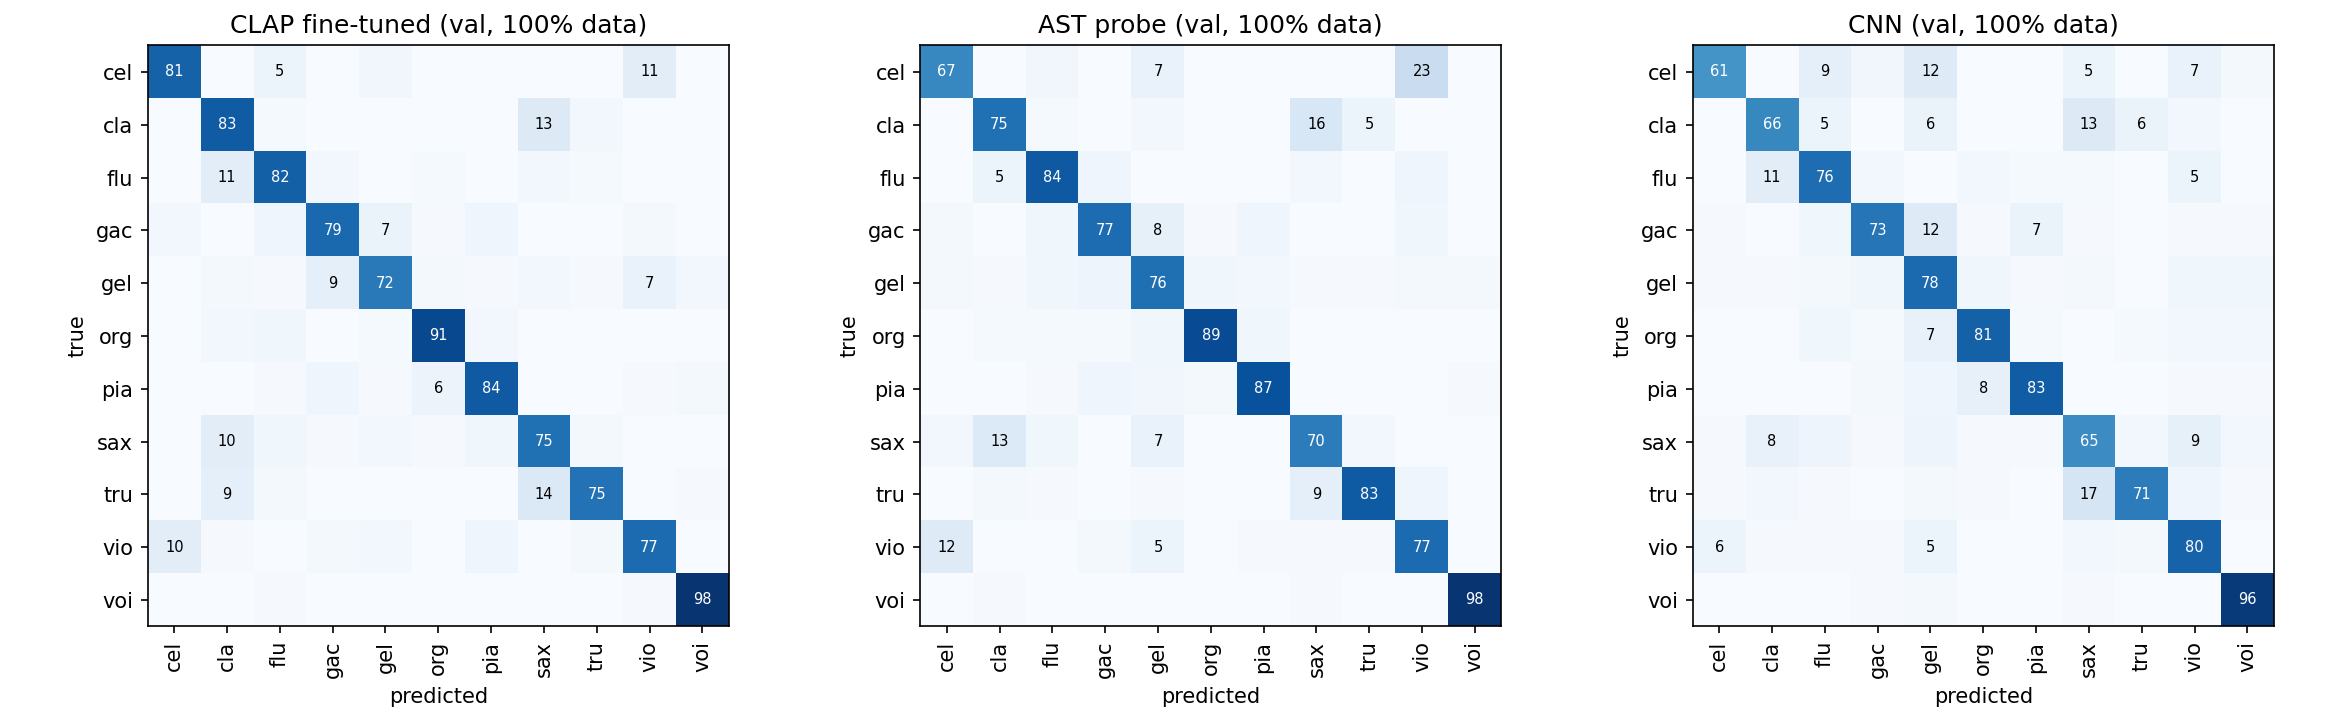 CLAP fine-tuned (val, 100% data)
true
cel 81 5 11
cla 83 13
flu 11 82
gac 79 7
gel 9 72 7
org 91
pia 6 84
sax 10 75
tru 9 14 75
vio 10 77
voi 98
cel cla flu gac gel org pia sax tru vio voi
predicted
AST probe (val, 100% data)
true
cel 67 7 23
cla 75 16 5
flu 5 84
gac 77 8
gel 76
org 89
pia 87
sax 13 7 70
tru 9 83
vio 12 5 77
voi 98
cel cla flu gac gel org pia sax tru vio voi
predicted
CNN (val, 100% data)
true
cel 61 9 12 5 7
cla 66 5 6 13 6
flu 11 76 5
gac 73 12 7
gel 78
org 7 81
pia 8 83
sax 8 65 9
tru 17 71
vio 6 5 80
voi 96
cel cla flu gac gel org pia sax tru vio voi
predicted